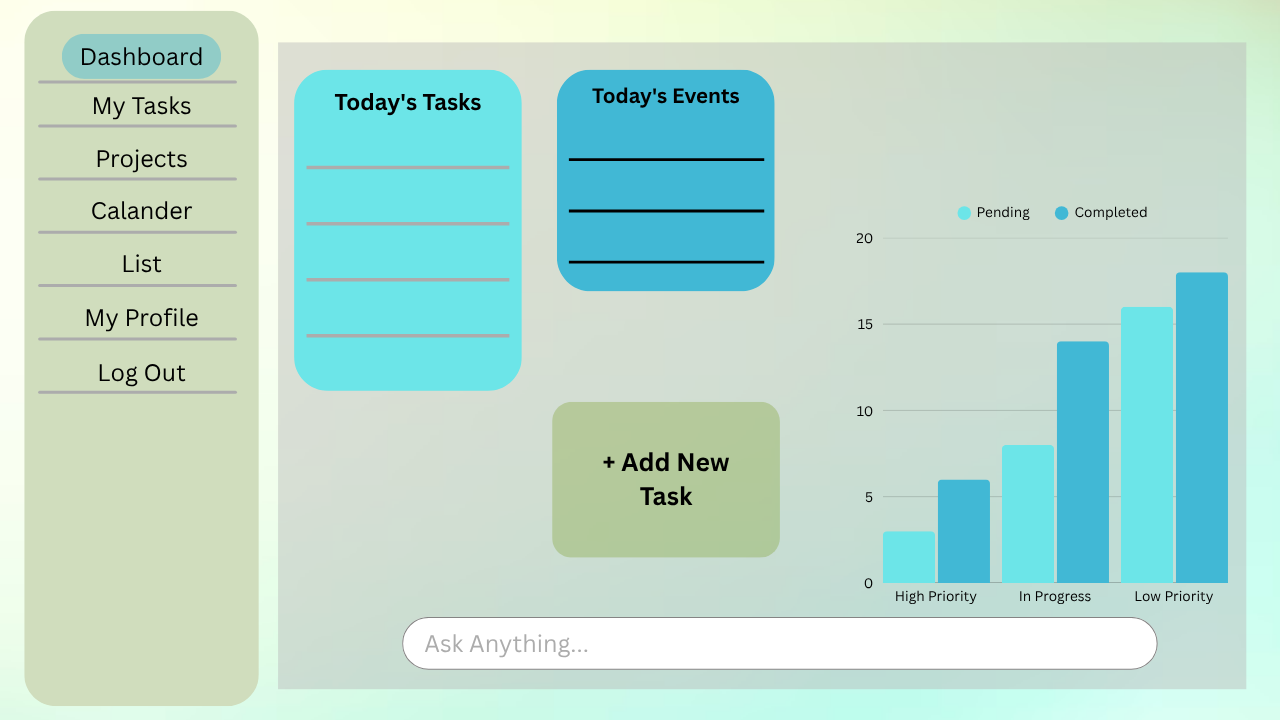 Dashboard
My Tasks
Projects
Calander
List
My Profile
Log Out
Today's Tasks
Today's Events
+ Add New
Task
Pending
Completed
20
15
10
5
0
High Priority
In Progress
Low Priority
Ask Anything...